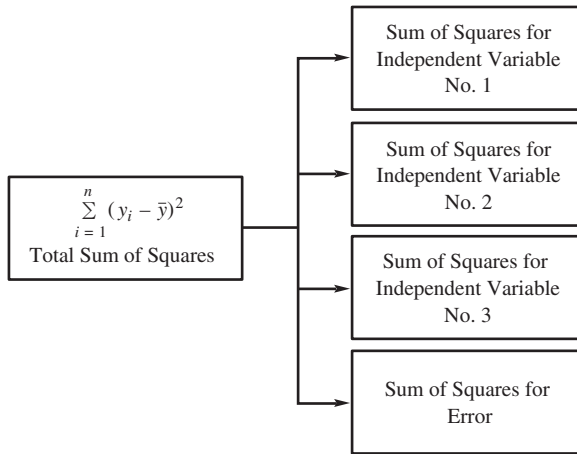 n
∑ (yᵢ − ȳ)²
i = 1
Total Sum of Squares
Sum of Squares for
Independent Variable
No. 1
Sum of Squares for
Independent Variable
No. 2
Sum of Squares for
Independent Variable
No. 3
Sum of Squares for
Error